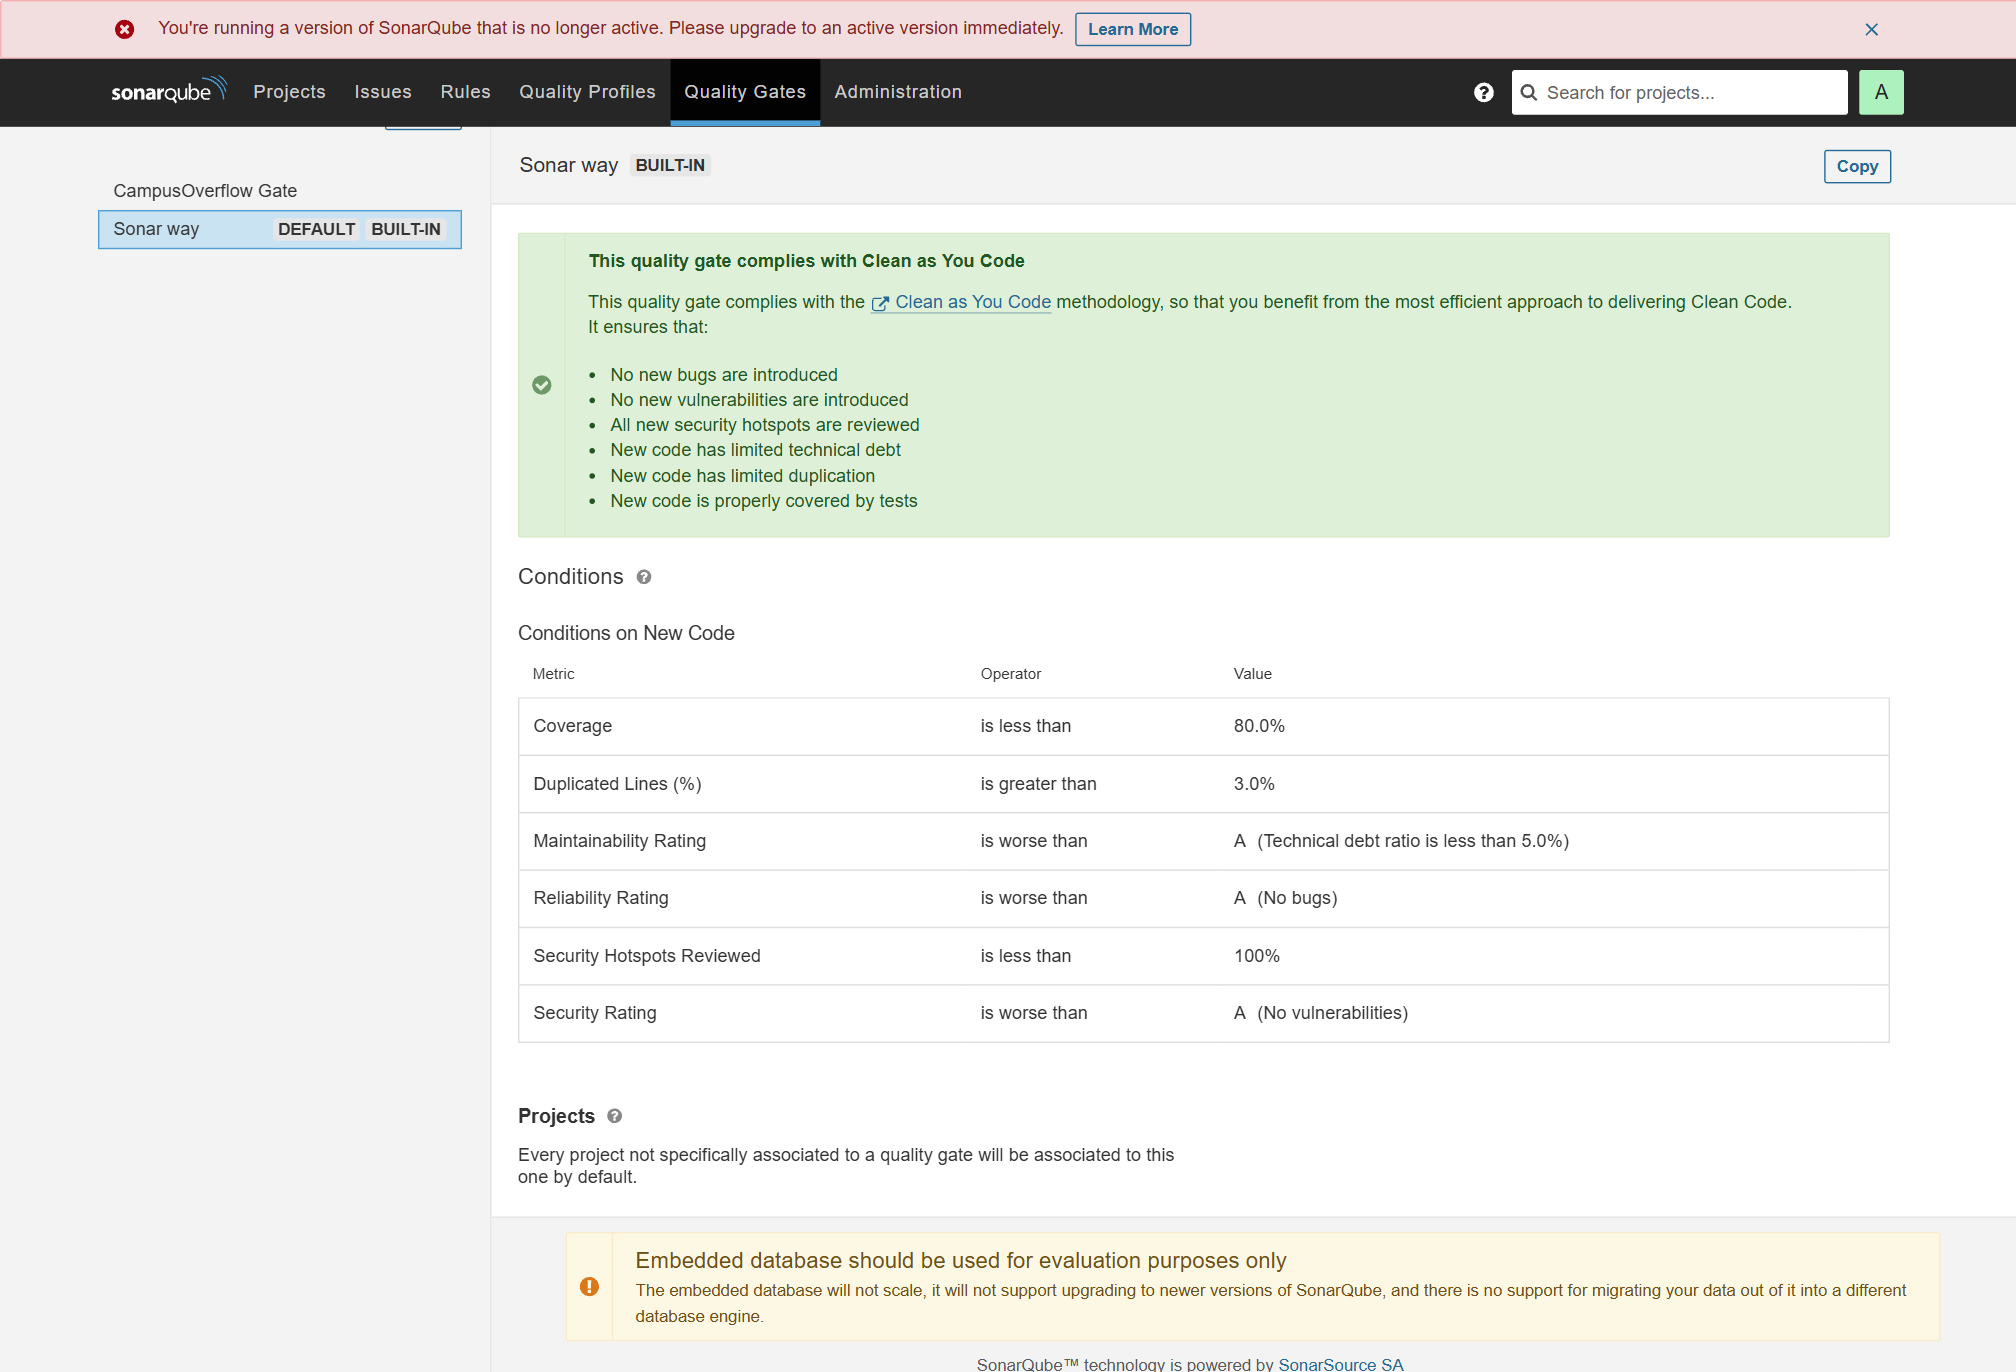 You're running a version of SonarQube that is no longer active. Please upgrade to an active version immediately. Learn More
sonarqube Projects Issues Rules Quality Profiles Quality Gates Administration Search for projects... A
CampusOverflow Gate
Sonar way DEFAULT BUILT-IN
Sonar way BUILT-IN Copy
This quality gate complies with Clean as You Code
This quality gate complies with the Clean as You Code methodology, so that you benefit from the most efficient approach to delivering Clean Code.
It ensures that:
• No new bugs are introduced
• No new vulnerabilities are introduced
• All new security hotspots are reviewed
• New code has limited technical debt
• New code has limited duplication
• New code is properly covered by tests
Conditions
Conditions on New Code
Metric Operator Value
Coverage is less than 80.0%
Duplicated Lines (%) is greater than 3.0%
Maintainability Rating is worse than A (Technical debt ratio is less than 5.0%)
Reliability Rating is worse than A (No bugs)
Security Hotspots Reviewed is less than 100%
Security Rating is worse than A (No vulnerabilities)
Projects
Every project not specifically associated to a quality gate will be associated to this
one by default.
Embedded database should be used for evaluation purposes only
The embedded database will not scale, it will not support upgrading to newer versions of SonarQube, and there is no support for migrating your data out of it into a different
database engine.
SonarQube™ technology is powered by SonarSource SA